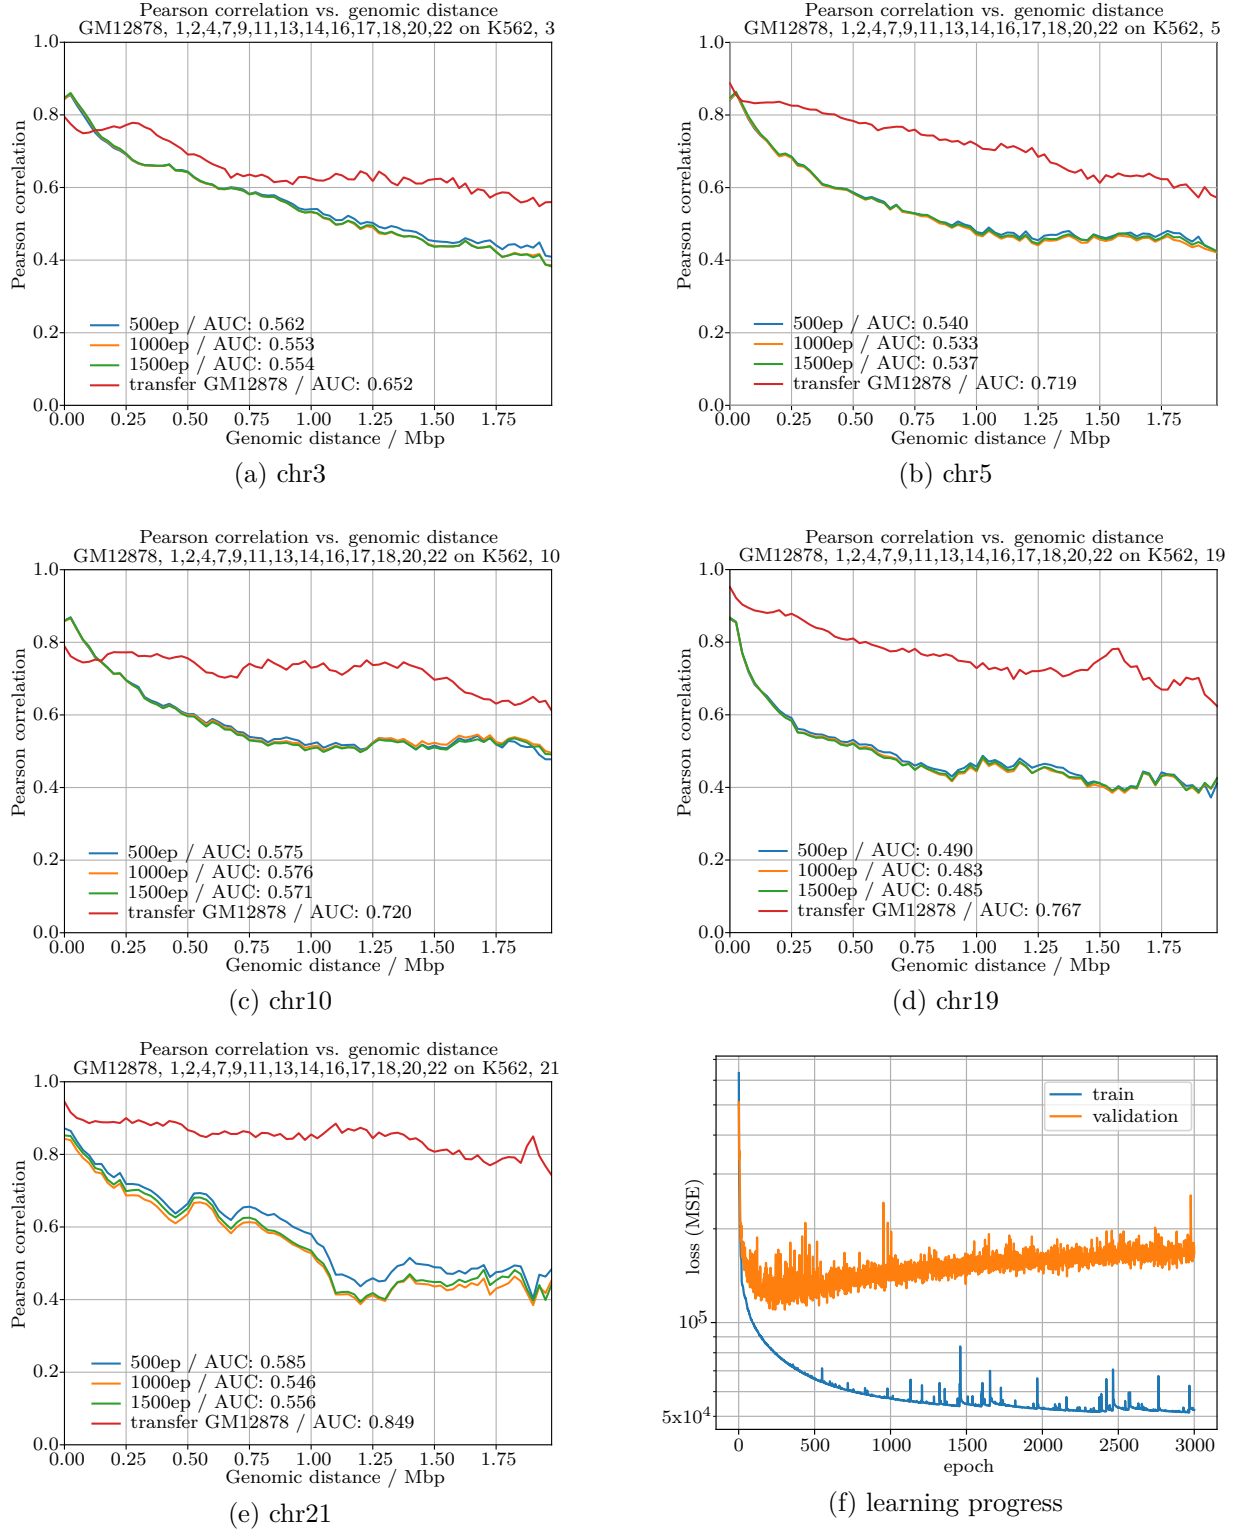 Pearson correlation vs. genomic distance
GM12878, 1,2,4,7,9,11,13,14,16,17,18,20,22 on K562, 3
1.0
0.8
0.6
0.4
0.2
0.0
Pearson correlation
500ep / AUC: 0.562
1000ep / AUC: 0.553
1500ep / AUC: 0.554
transfer GM12878 / AUC: 0.652
0.00 0.25 0.50 0.75 1.00 1.25 1.50 1.75
Genomic distance / Mbp
(a) chr3
Pearson correlation vs. genomic distance
GM12878, 1,2,4,7,9,11,13,14,16,17,18,20,22 on K562, 5
1.0
0.8
0.6
0.4
0.2
0.0
Pearson correlation
500ep / AUC: 0.540
1000ep / AUC: 0.533
1500ep / AUC: 0.537
transfer GM12878 / AUC: 0.719
0.00 0.25 0.50 0.75 1.00 1.25 1.50 1.75
Genomic distance / Mbp
(b) chr5
Pearson correlation vs. genomic distance
GM12878, 1,2,4,7,9,11,13,14,16,17,18,20,22 on K562, 10
1.0
0.8
0.6
0.4
0.2
0.0
Pearson correlation
500ep / AUC: 0.575
1000ep / AUC: 0.576
1500ep / AUC: 0.571
transfer GM12878 / AUC: 0.720
0.00 0.25 0.50 0.75 1.00 1.25 1.50 1.75
Genomic distance / Mbp
(c) chr10
Pearson correlation vs. genomic distance
GM12878, 1,2,4,7,9,11,13,14,16,17,18,20,22 on K562, 19
1.0
0.8
0.6
0.4
0.2
0.0
Pearson correlation
500ep / AUC: 0.490
1000ep / AUC: 0.483
1500ep / AUC: 0.485
transfer GM12878 / AUC: 0.767
0.00 0.25 0.50 0.75 1.00 1.25 1.50 1.75
Genomic distance / Mbp
(d) chr19
Pearson correlation vs. genomic distance
GM12878, 1,2,4,7,9,11,13,14,16,17,18,20,22 on K562, 21
1.0
0.8
0.6
0.4
0.2
0.0
Pearson correlation
500ep / AUC: 0.585
1000ep / AUC: 0.546
1500ep / AUC: 0.556
transfer GM12878 / AUC: 0.849
0.00 0.25 0.50 0.75 1.00 1.25 1.50 1.75
Genomic distance / Mbp
(e) chr21
train
validation
loss (MSE)
10⁵
5x10⁴
0 500 1000 1500 2000 2500 3000
epoch
(f) learning progress